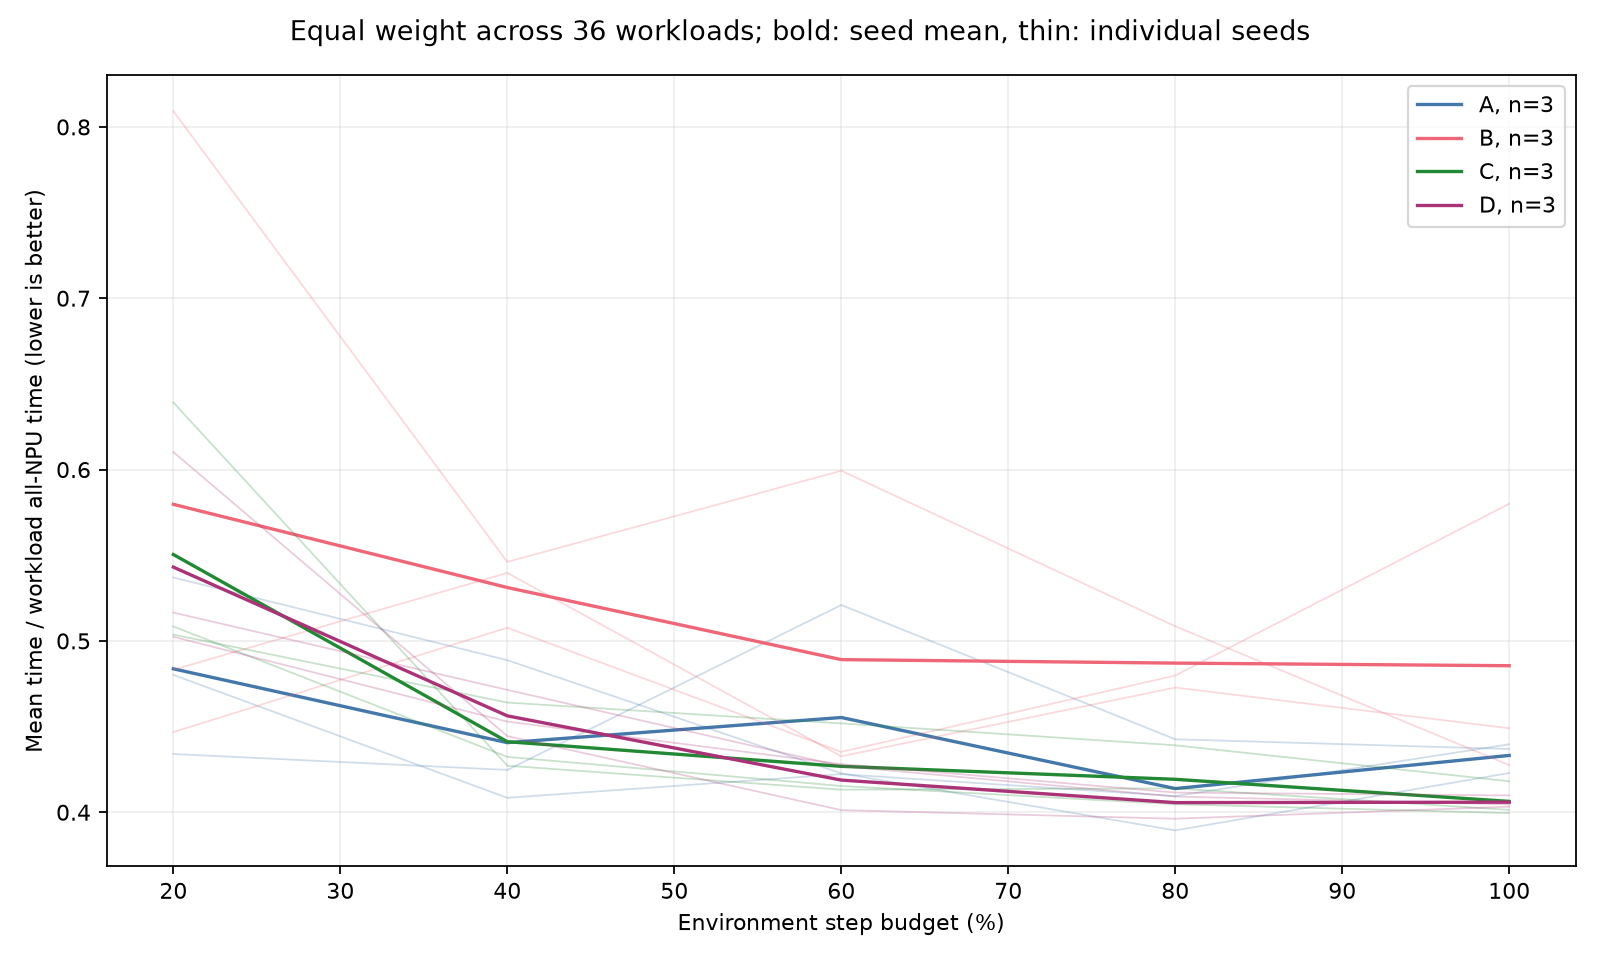 Equal weight across 36 workloads; bold: seed mean, thin: individual seeds
Mean time / workload all-NPU time (lower is better)
0.8
0.7
0.6
0.5
0.4
A, n=3
B, n=3
C, n=3
D, n=3
20
30
40
50
60
70
80
90
100
Environment step budget (%)